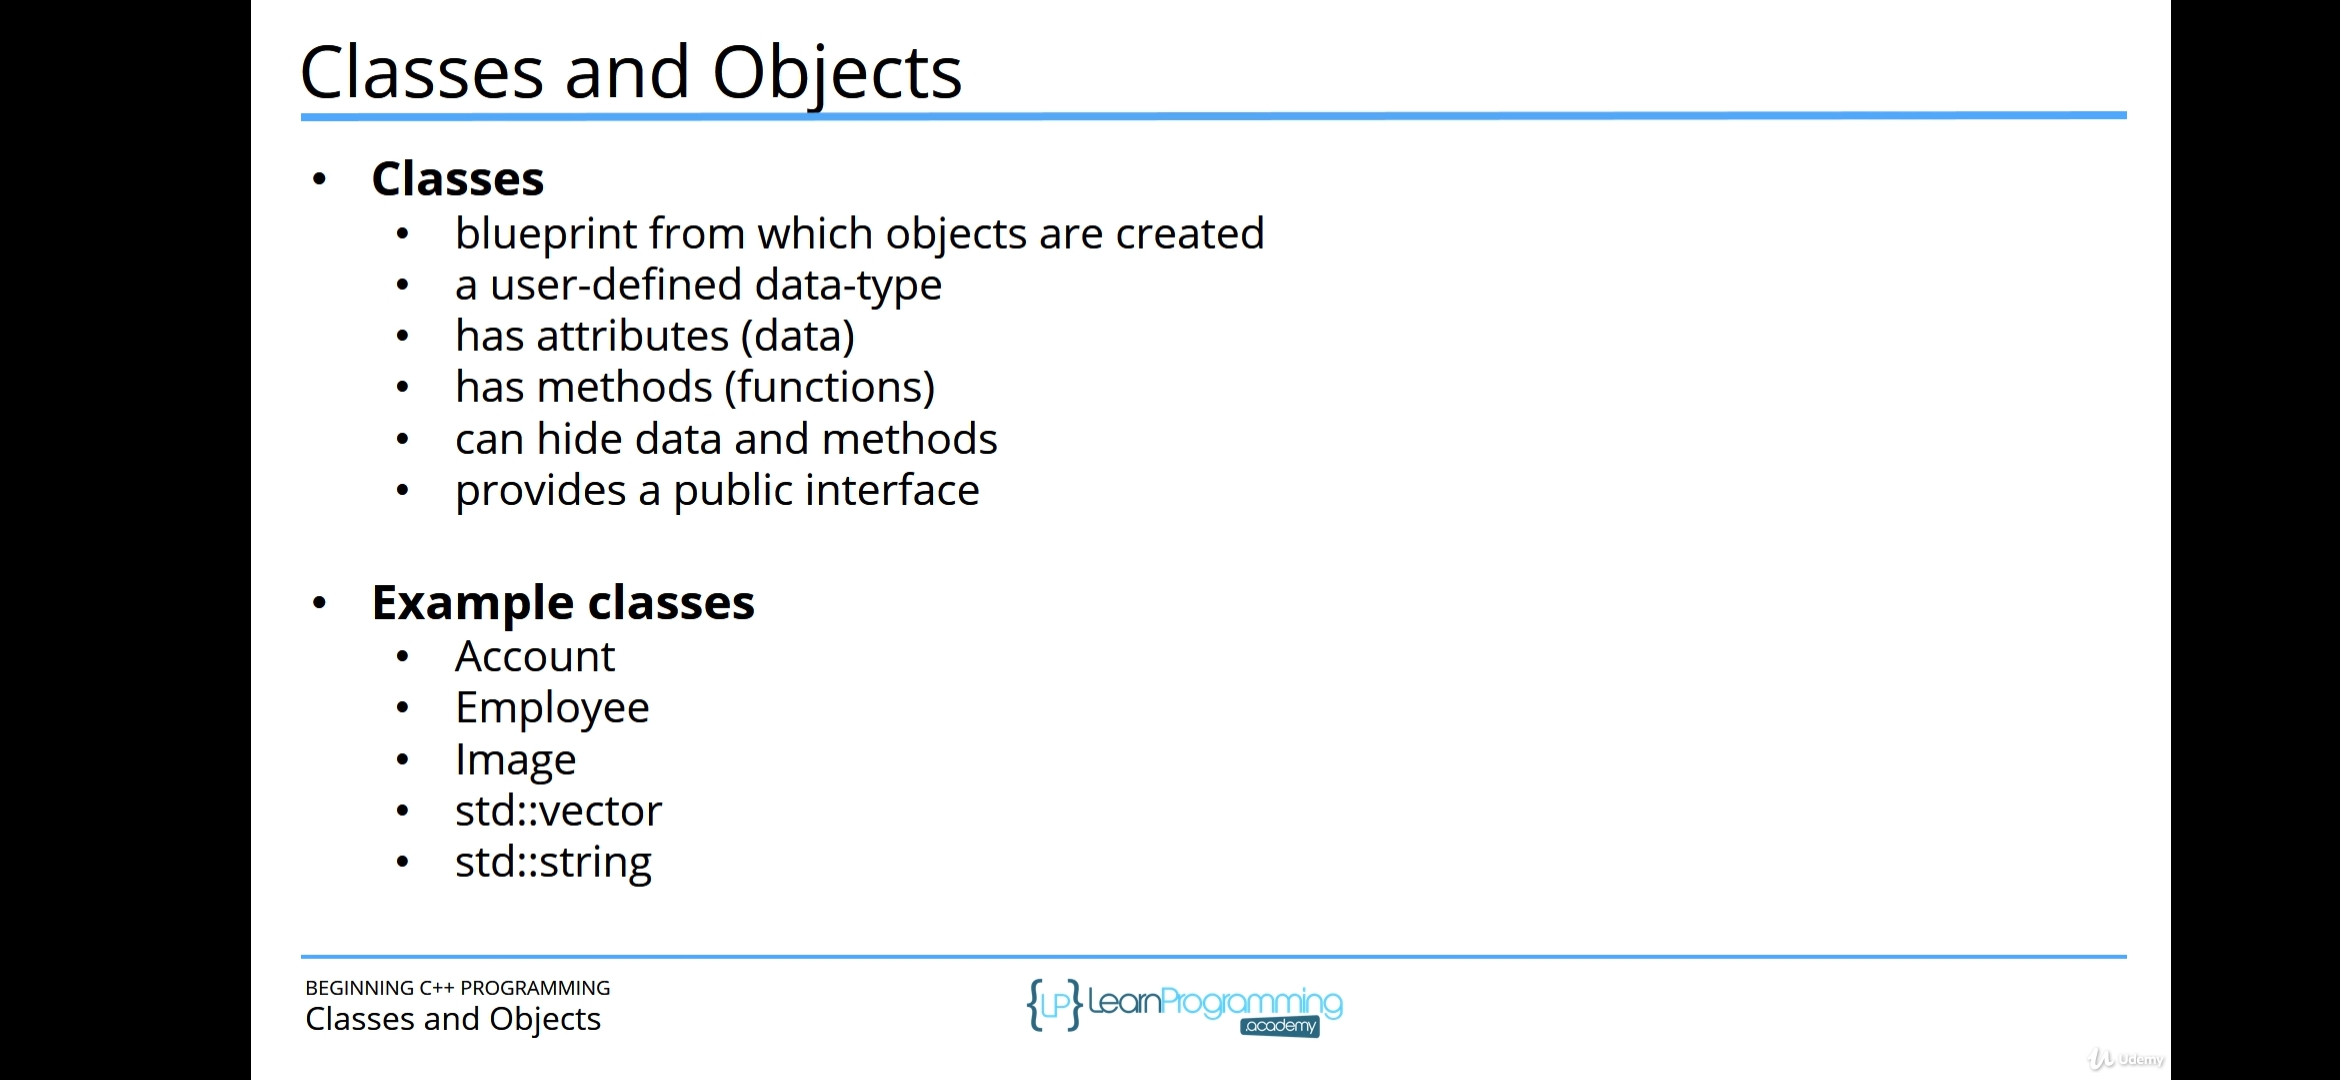 Classes and Objects
• Classes
• blueprint from which objects are created
• a user-defined data-type
• has attributes (data)
• has methods (functions)
• can hide data and methods
• provides a public interface
• Example classes
• Account
• Employee
• Image
• std::vector
• std::string
BEGINNING C++ PROGRAMMING
Classes and Objects
{LP} LearnProgramming
academy
Udemy